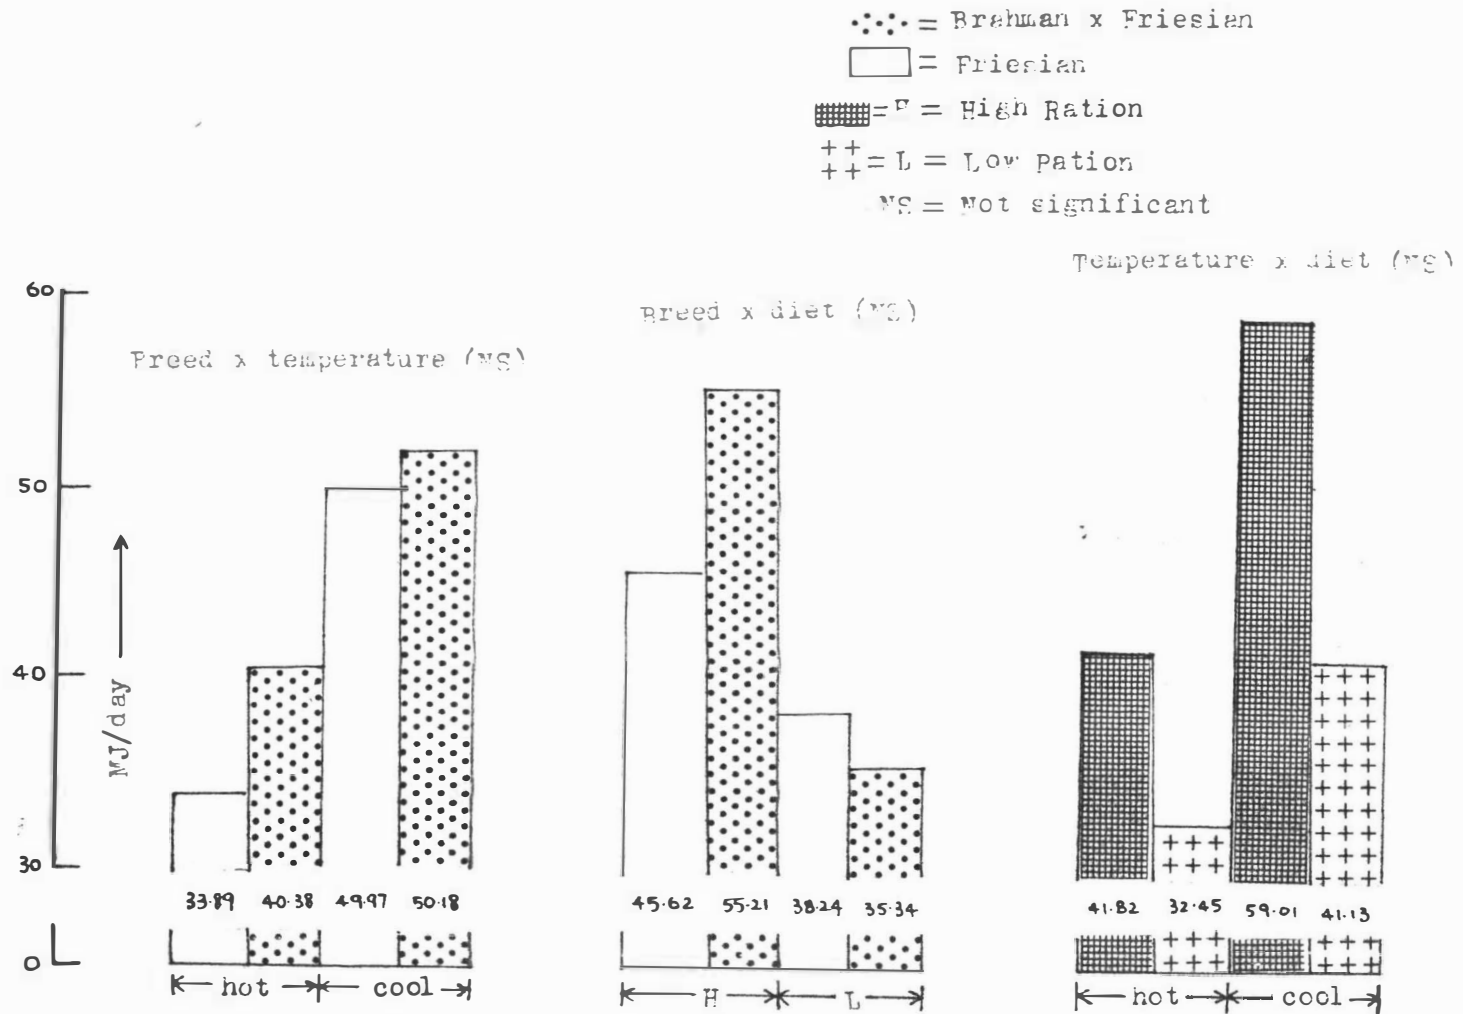 = Brahman x Friesian
= Friesian
= H = High Ration
= L = Low Ration
NS = Not significant
Temperature x diet (NS)
Breed x diet (NS)
Breed x temperature (NS)
60
50
40
30
0
MJ/day
33.89 40.38 49.97 50.18
45.62 55.21 38.24 35.34
41.82 32.45 59.01 41.13
hot cool
H L
hot cool